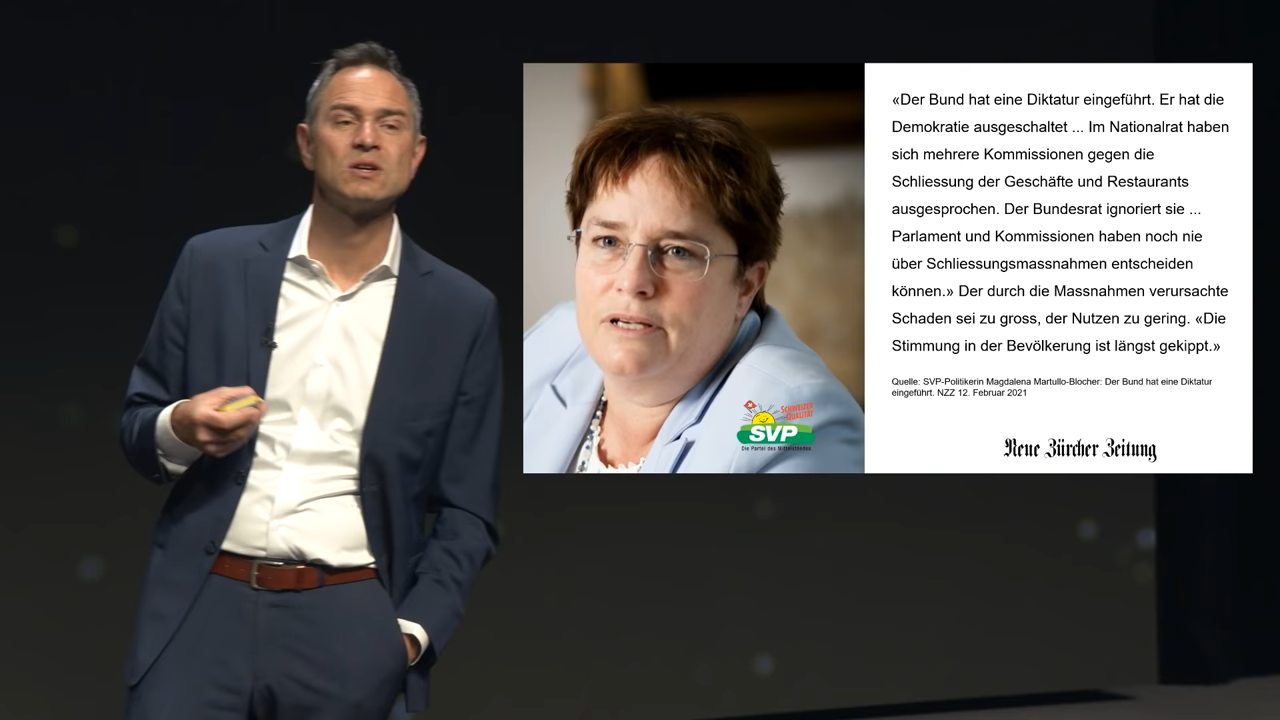 «Der Bund hat eine Diktatur eingeführt. Er hat die
Demokratie ausgeschaltet ... Im Nationalrat haben
sich mehrere Kommissionen gegen die
Schliessung der Geschäfte und Restaurants
ausgesprochen. Der Bundesrat ignoriert sie ...
Parlament und Kommissionen haben noch nie
über Schliessungsmassnahmen entscheiden
können.» Der durch die Massnahmen verursachte
Schaden sei zu gross, der Nutzen zu gering. «Die
Stimmung in der Bevölkerung ist längst gekippt.»
Quelle: SVP-Politikerin Magdalena Martullo-Blocher: Der Bund hat eine Diktatur
eingeführt. NZZ 12. Februar 2021
Neue Zürcher Zeitung
SCHWEIZER
QUALITÄT
SVP
Die Partei des Mittelstandes